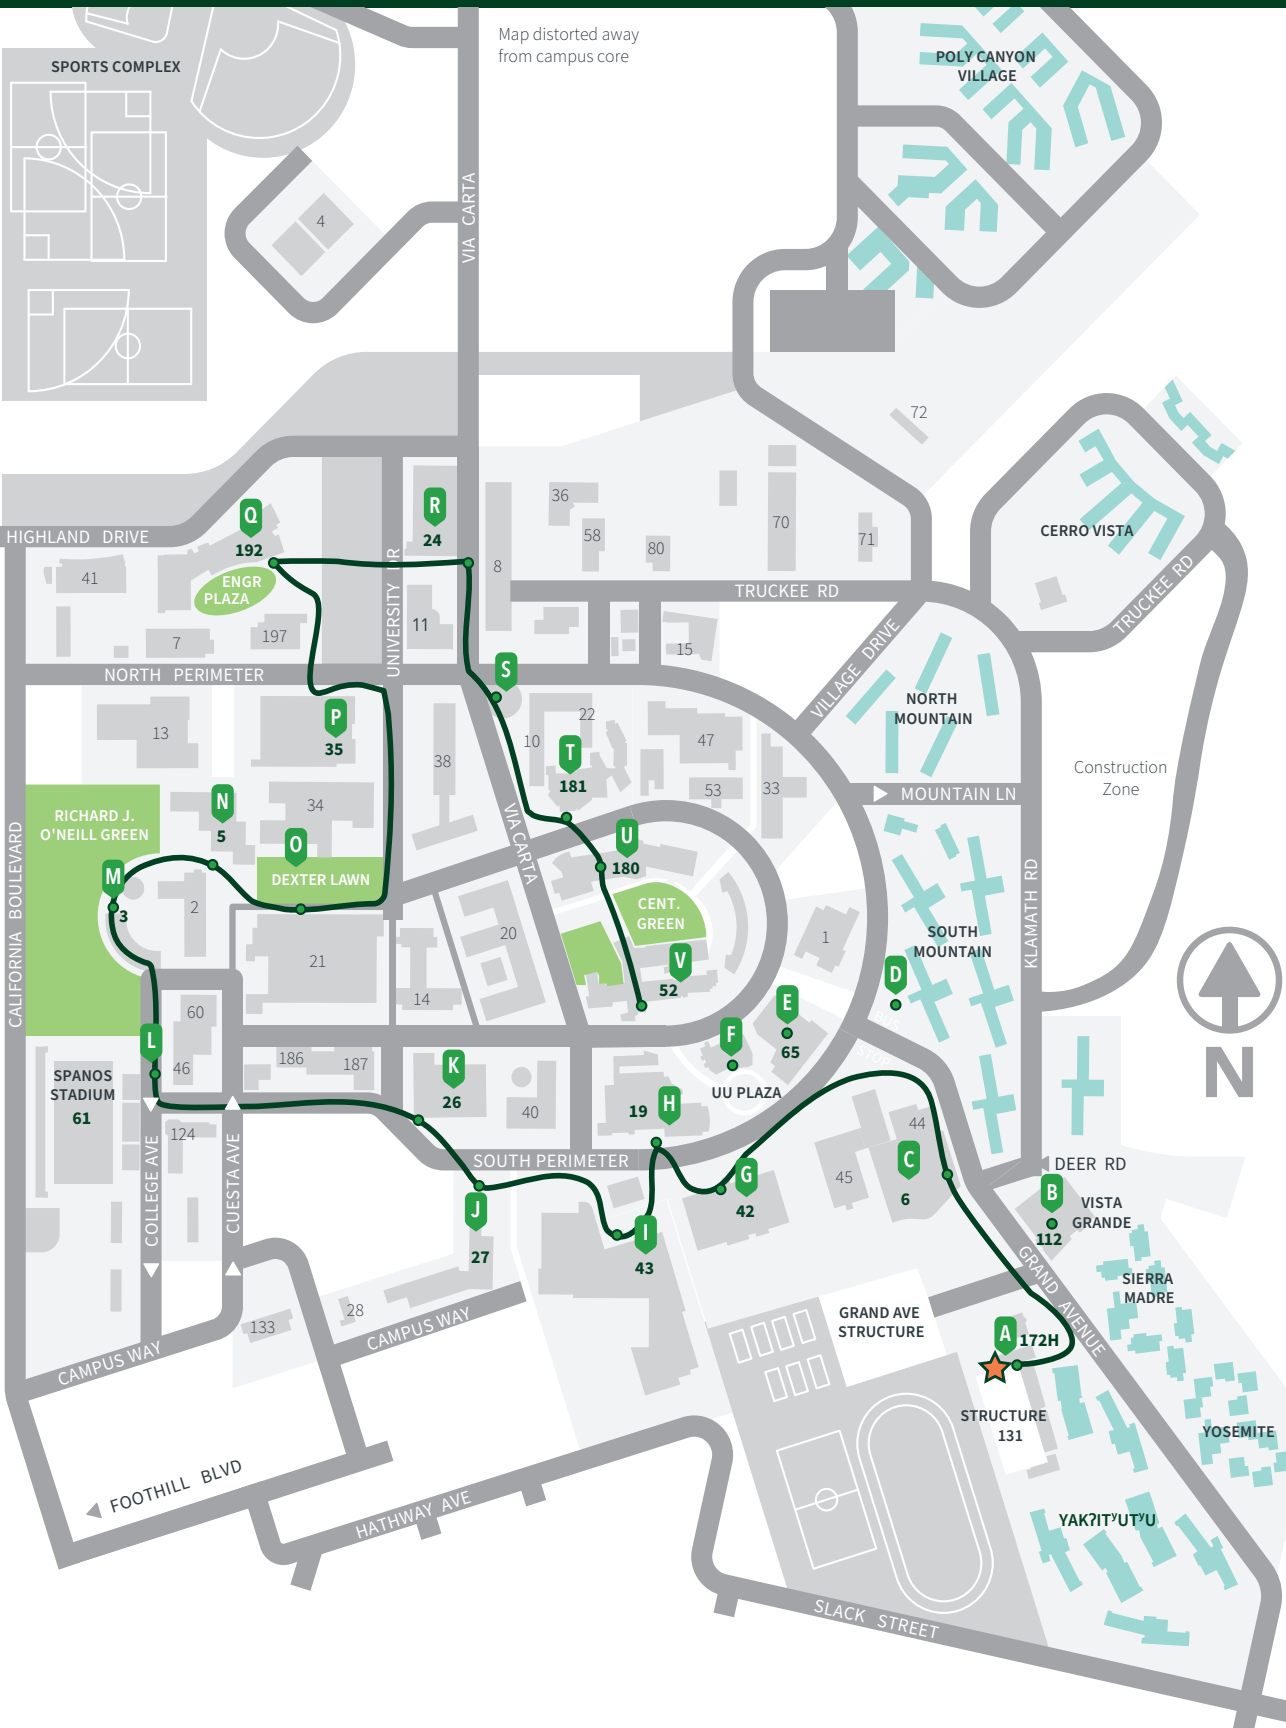 Map distorted away
from campus core
SPORTS COMPLEX
POLY CANYON
VILLAGE
4
VIA CARTA
72
CERRO VISTA
TRUCKEE RD
Q
192
R
24
36
58
80
70
71
8
HIGHLAND DRIVE
41
ENGR
PLAZA
UNIVERSITY DR
TRUCKEE RD
7
197
11
15
NORTH PERIMETER
VILLAGE DRIVE
S
NORTH
MOUNTAIN
P
35
13
38
10
22
47
T
181
53
33
Construction
Zone
MOUNTAIN LN
RICHARD J.
O'NEILL GREEN
N
5
34
O
DEXTER LAWN
VIA CARTA
U
180
CALIFORNIA BOULEVARD
M
3
2
CENT.
GREEN
KLAMATH RD
20
21
1
SOUTH
MOUNTAIN
V
52
D
14
E
65
60
L
46
186
187
K
26
40
F
UU PLAZA
STOP
N
SPANOS
STADIUM
61
19
H
124
44
COLLEGE AVE
CUESTA AVE
SOUTH PERIMETER
C
6
45
DEER RD
B
112
VISTA
GRANDE
G
42
J
27
I
43
GRAND AVENUE
SIERRA
MADRE
28
133
CAMPUS WAY
CAMPUS WAY
GRAND AVE
STRUCTURE
A
172H
STRUCTURE
131
YOSEMITE
FOOTHILL BLVD
HATHWAY AVE
YAKʔITʸUTʸU
SLACK STREET